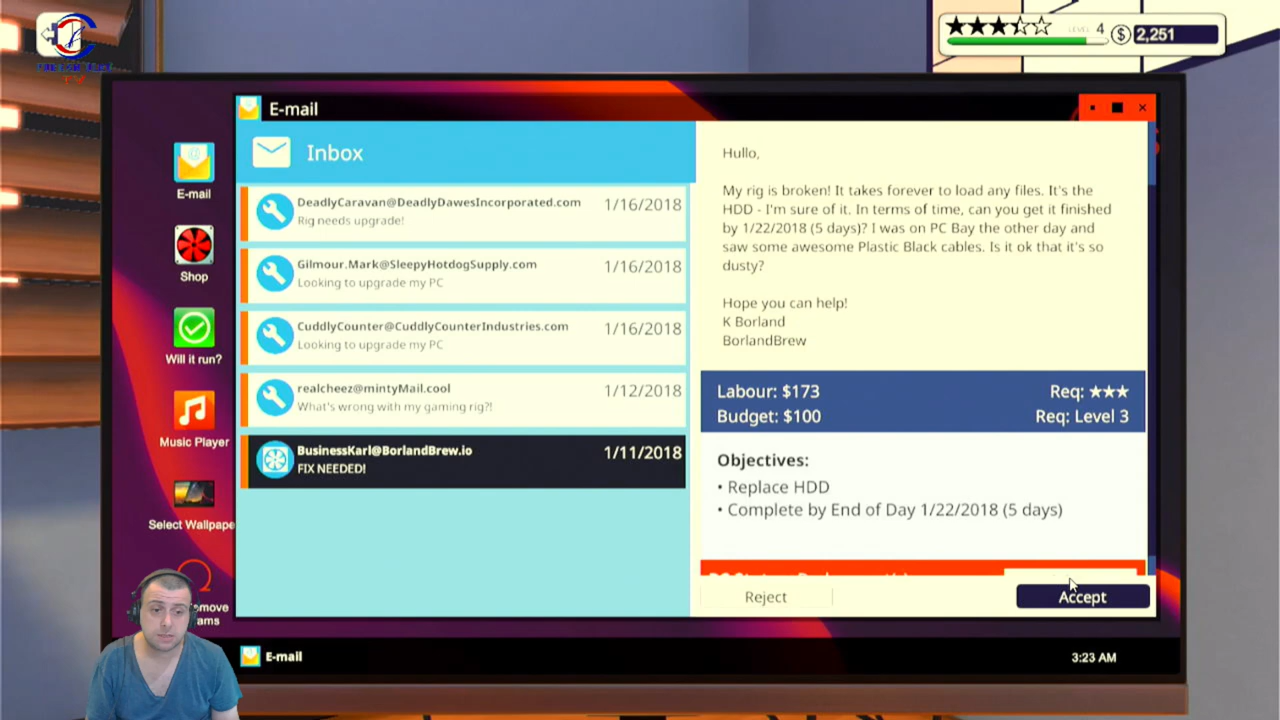 LEVEL 4 $ 2,251
E-mail
Inbox
DeadlyCaravan@DeadlyDawesIncorporated.com 1/16/2018
Rig needs upgrade!
Gilmour.Mark@SleepyHotdogSupply.com 1/16/2018
Looking to upgrade my PC
CuddlyCounter@CuddlyCounterIndustries.com 1/16/2018
Looking to upgrade my PC
realcheez@mintyMail.cool 1/12/2018
What's wrong with my gaming rig?!
BusinessKarl@BorlandBrew.io 1/11/2018
FIX NEEDED!
Hullo,
My rig is broken! It takes forever to load any files. It's the
HDD - I'm sure of it. In terms of time, can you get it finished
by 1/22/2018 (5 days)? I was on PC Bay the other day and
saw some awesome Plastic Black cables. Is it ok that it's so
dusty?
Hope you can help!
K Borland
BorlandBrew
Labour: $173 Req: ★★★
Budget: $100 Req: Level 3
Objectives:
• Replace HDD
• Complete by End of Day 1/22/2018 (5 days)
Reject
Accept
E-mail
Shop
Will it run?
Music Player
Select Wallpape
E-mail
3:23 AM